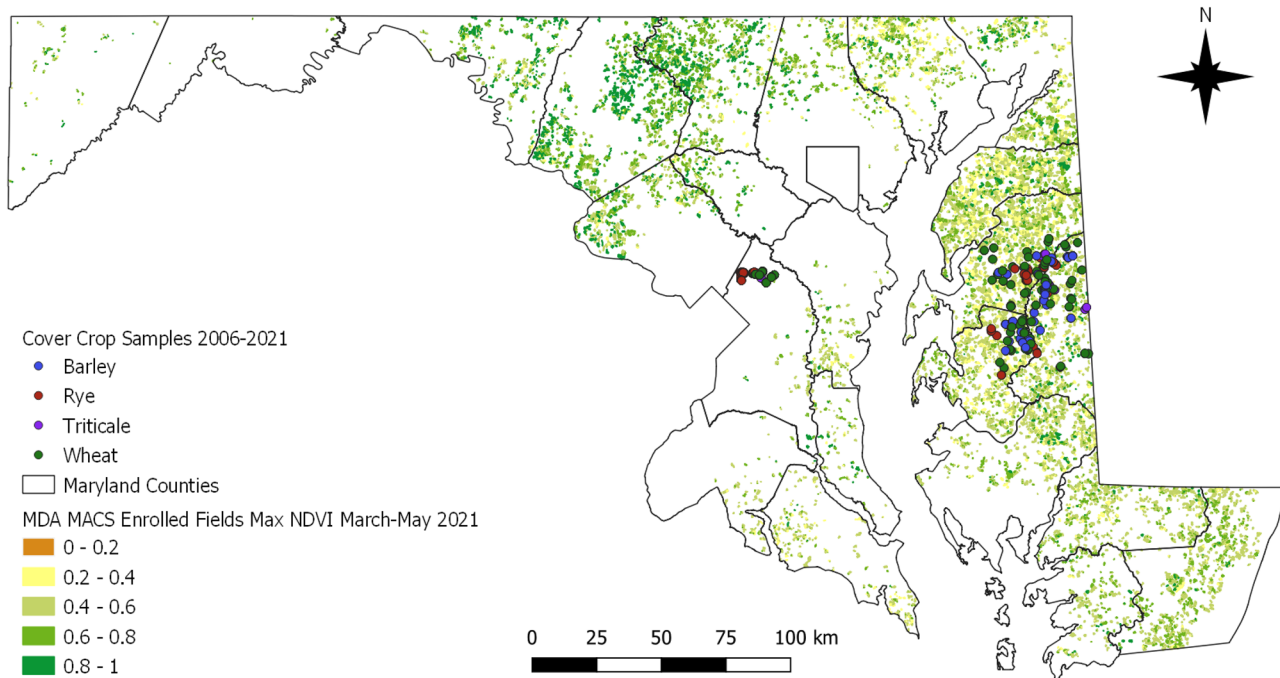 N
Cover Crop Samples 2006-2021
Barley
Rye
Triticale
Wheat
Maryland Counties
MDA MACS Enrolled Fields Max NDVI March-May 2021
0 - 0.2
0.2 - 0.4
0.4 - 0.6
0.6 - 0.8
0.8 - 1
0 25 50 75 100 km